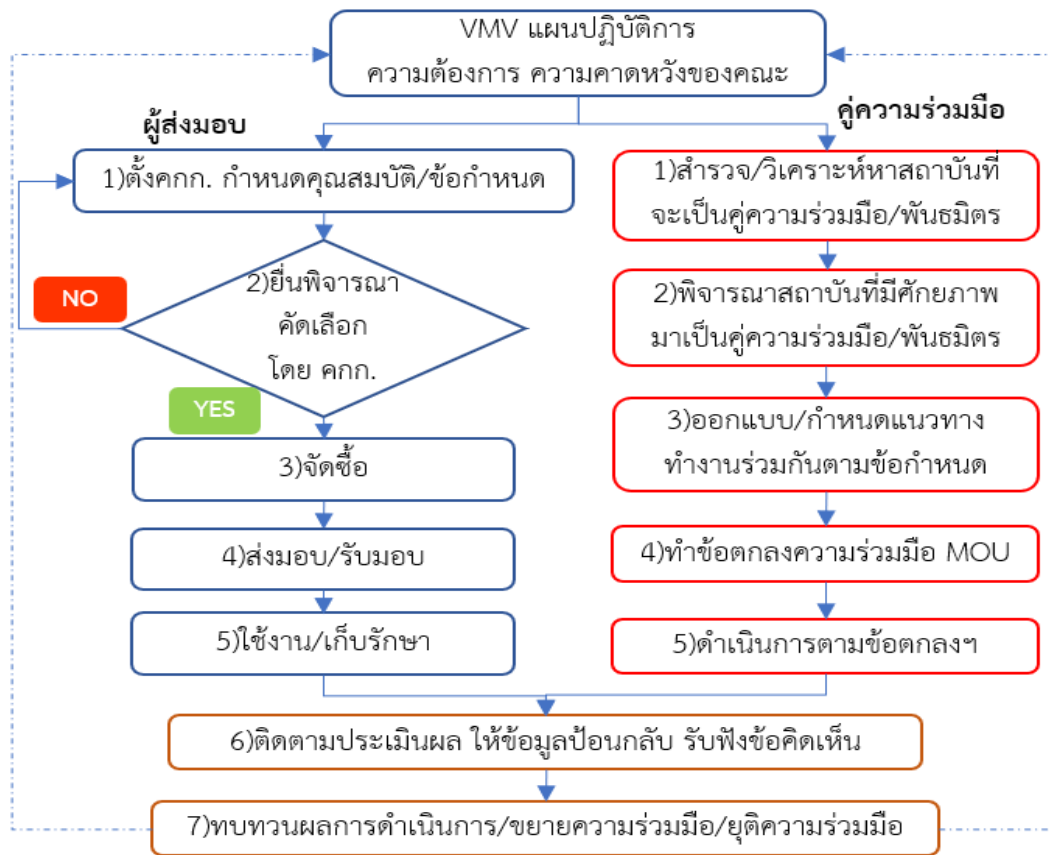 VMV แผนปฏิบัติการ
ความต้องการ ความคาดหวังของคณะ
ผู้ส่งมอบ
1)ตั้งคกก. กำหนดคุณสมบัติ/ข้อกำหนด
NO
2)ยื่นพิจารณา
คัดเลือก
โดย คกก.
YES
3)จัดซื้อ
4)ส่งมอบ/รับมอบ
5)ใช้งาน/เก็บรักษา
คู่ความร่วมมือ
1)สำรวจ/วิเคราะห์หาสถาบันที่
จะเป็นคู่ความร่วมมือ/พันธมิตร
2)พิจารณาสถาบันที่มีศักยภาพ
มาเป็นคู่ความร่วมมือ/พันธมิตร
3)ออกแบบ/กำหนดแนวทาง
ทำงานร่วมกันตามข้อกำหนด
4)ทำข้อตกลงความร่วมมือ MOU
5)ดำเนินการตามข้อตกลงฯ
6)ติดตามประเมินผล ให้ข้อมูลป้อนกลับ รับฟังข้อคิดเห็น
7)ทบทวนผลการดำเนินการ/ขยายความร่วมมือ/ยุติความร่วมมือ